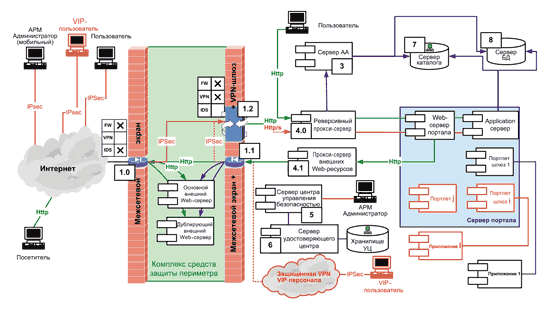 АРМ
Администратор
(мобильный)
VIP-
пользователь
Пользователь
IPsec
IPSec
IPSec
Интернет
Http
Посетитель
1.0
FW
VPN
IDS
Межсетевой
экран
Http
IPSec
IPSec
Http
FW
VPN
IDS
Основной
внешний
Web-сервер
Дублирующий
внешний
Web-сервер
Комплекс средств
защиты периметра
Межсетевой экран +
+ VPN-шлюз
1.2
1.1
Пользователь
Http
Http
Http/s
Сервер АА
3
7
Сервер
каталога
8
Сервер
БД
4.0
Реверсивный
прокси-сервер
4.1
Прокси-сервер
внешних
Web-ресурсов
Http
Web-
сервер
портала
Application
сервер
Портлет
шлюз 1
Портлет j
Портлет
шлюз i
Сервер портала
Приложение i
Приложение 1
Сервер центра
управления
безопасностью
5
АРМ
Администратор
6
Сервер
удостоверяющего
центра
Хранилище
УЦ
Защищенная VPN
VIP-персонала
IPSec
VIP-
пользователь